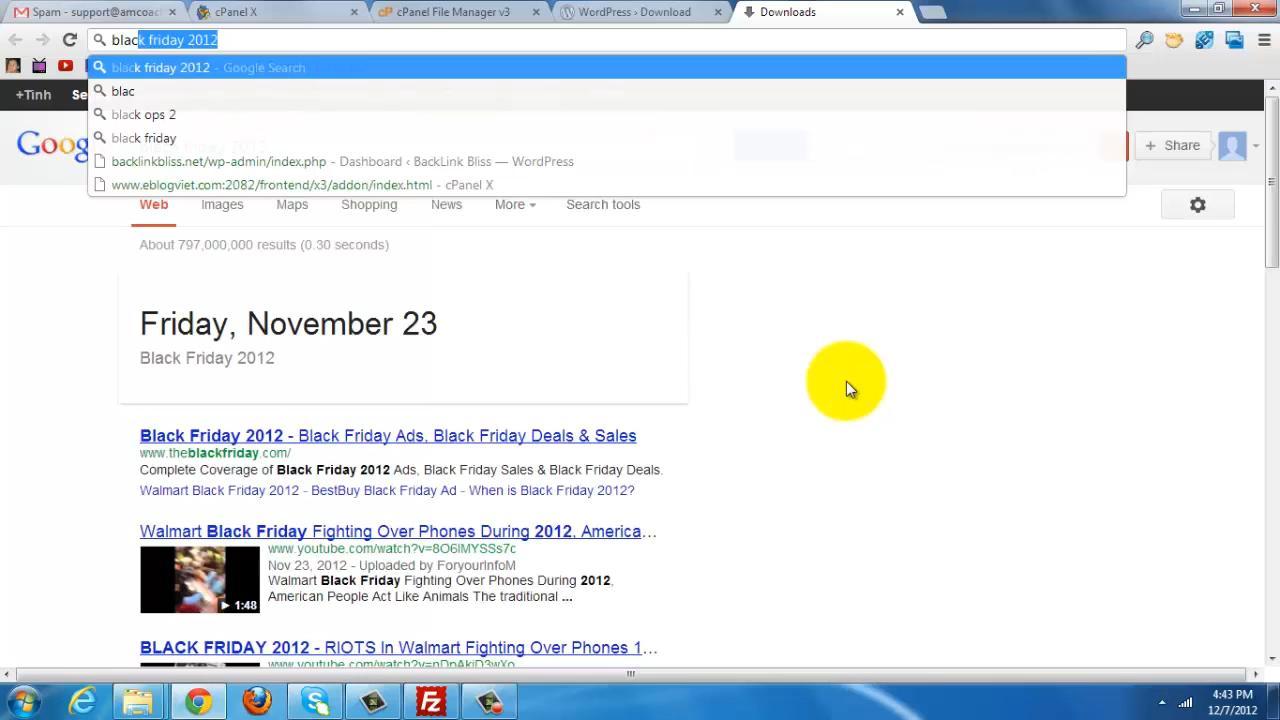 Spam - support@amcoach
cPanel X
cPanel File Manager v3
WordPress › Download
Downloads
black friday 2012
black friday 2012 - Google Search
blac
black ops 2
black friday
backlinkbliss.net/wp-admin/index.php - Dashboard ‹ BackLink Bliss — WordPress
www.eblogviet.com:2082/frontend/x3/addon/index.html - cPanel X
+Tinh
Goog
+ Share
Web
Images
Maps
Shopping
News
More
Search tools
About 797,000,000 results (0.30 seconds)
Friday, November 23
Black Friday 2012
Black Friday 2012 - Black Friday Ads, Black Friday Deals & Sales
www.theblackfriday.com/
Complete Coverage of Black Friday 2012 Ads, Black Friday Sales & Black Friday Deals.
Walmart Black Friday 2012 - BestBuy Black Friday Ad - When is Black Friday 2012?
Walmart Black Friday Fighting Over Phones During 2012, America...
www.youtube.com/watch?v=8O6lMYSSs7c
Nov 23, 2012 - Uploaded by ForyourInfoM
Walmart Black Friday Fighting Over Phones During 2012,
American People Act Like Animals The traditional ...
1:48
BLACK FRIDAY 2012 - RIOTS In Walmart Fighting Over Phones 1...
4:43 PM
12/7/2012